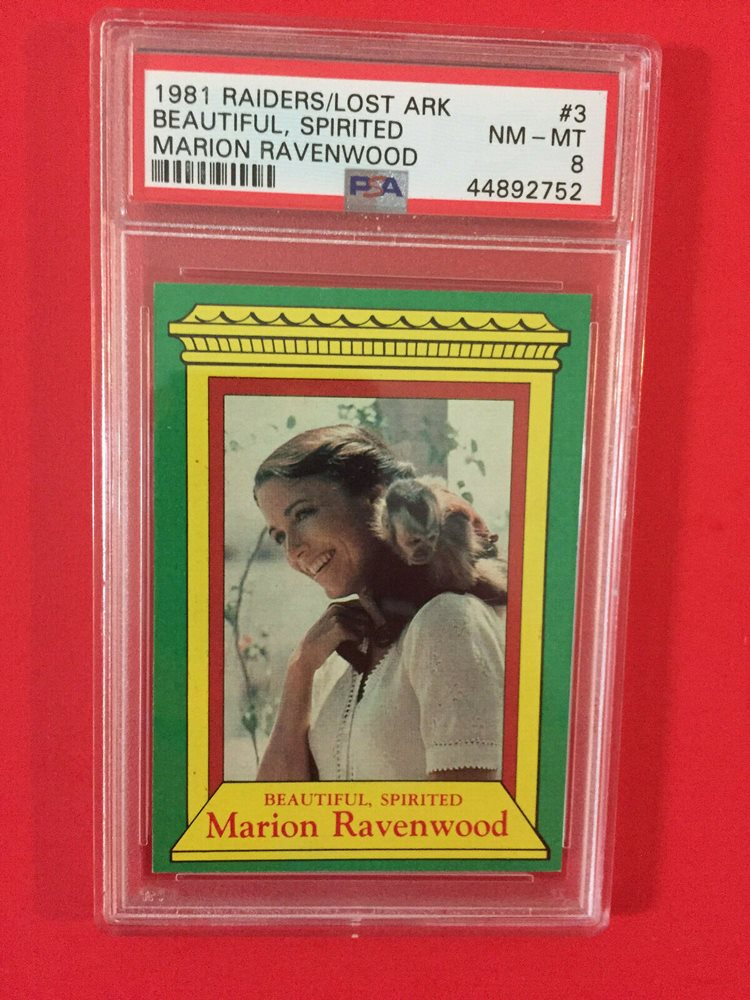 1981 RAIDERS/LOST ARK #3
BEAUTIFUL, SPIRITED NM - MT
MARION RAVENWOOD 8
PSA 44892752
BEAUTIFUL, SPIRITED
Marion Ravenwood